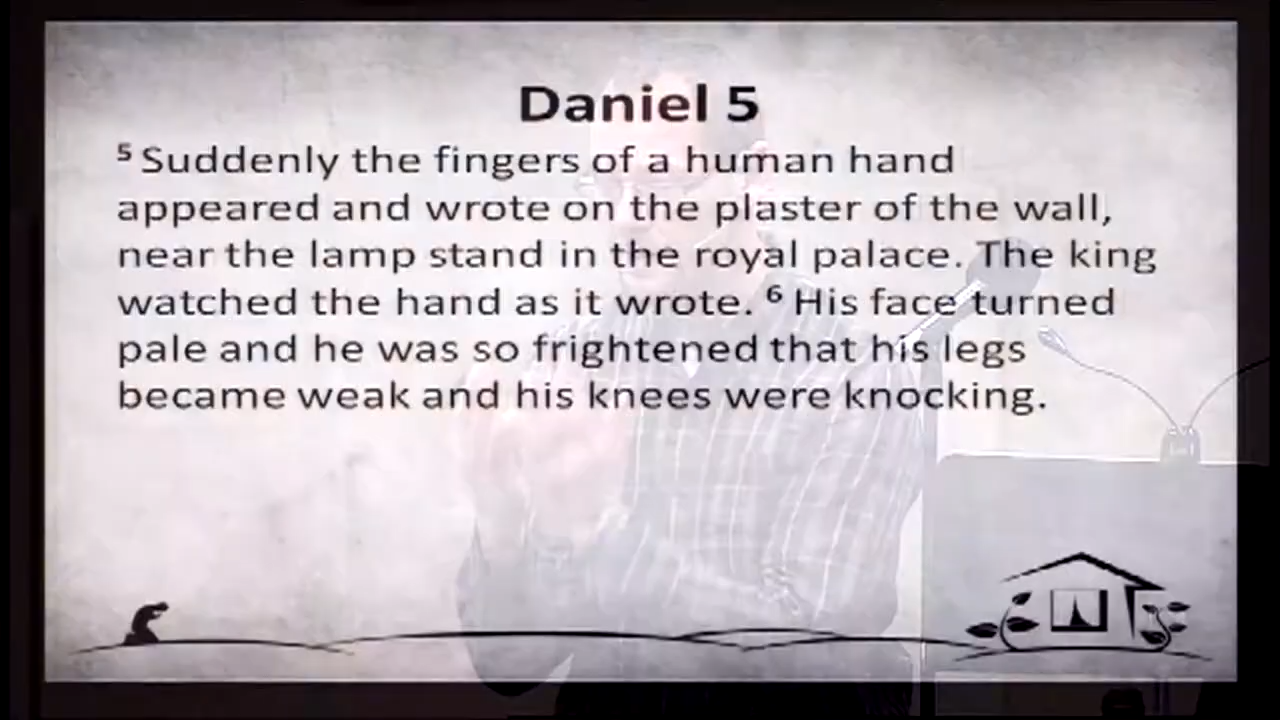 Daniel 5
⁵ Suddenly the fingers of a human hand
appeared and wrote on the plaster of the wall,
near the lamp stand in the royal palace. The king
watched the hand as it wrote. ⁶ His face turned
pale and he was so frightened that his legs
became weak and his knees were knocking.